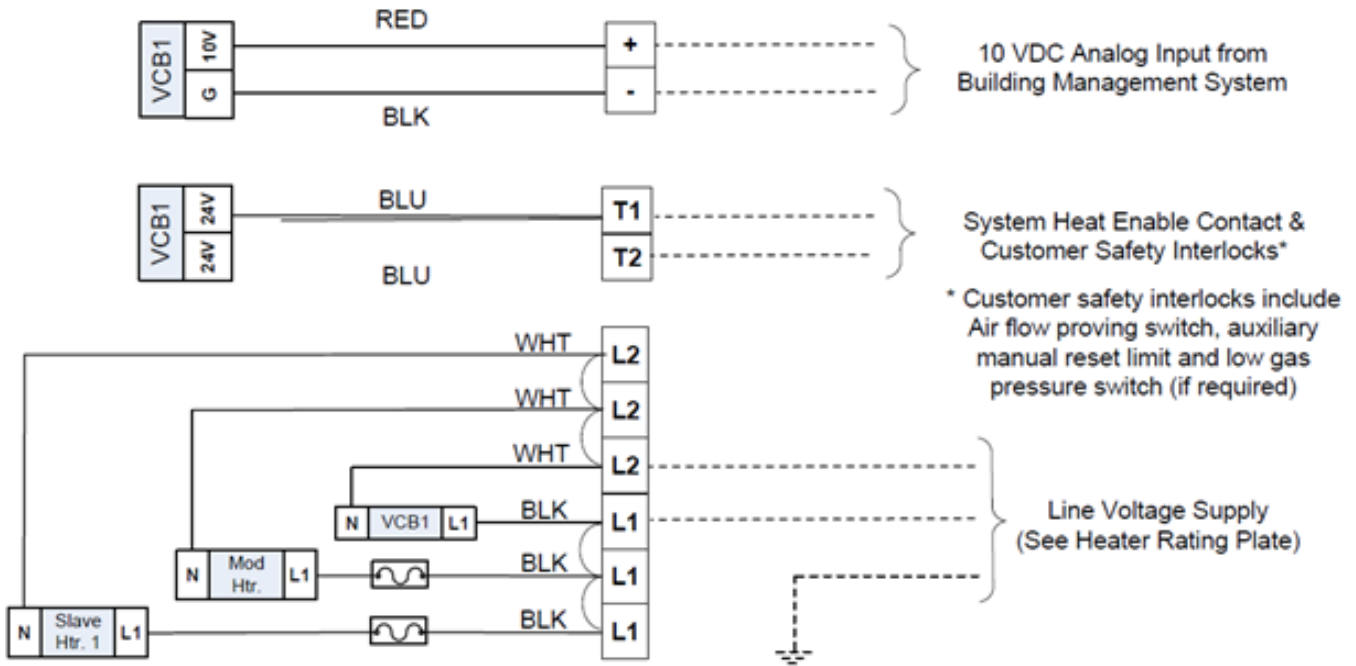 RED
VCB1
10V
G
+
-
10 VDC Analog Input from
Building Management System
BLK
VCB1
24V
24V
BLU
BLU
T1
T2
System Heat Enable Contact &
Customer Safety Interlocks*
* Customer safety interlocks include
Air flow proving switch, auxiliary
manual reset limit and low gas
pressure switch (if required)
WHT
L2
WHT
L2
WHT
L2
N VCB1 L1
BLK
L1
N Mod
Htr. L1
BLK
L1
N Slave
Htr. 1 L1
BLK
L1
Line Voltage Supply
(See Heater Rating Plate)